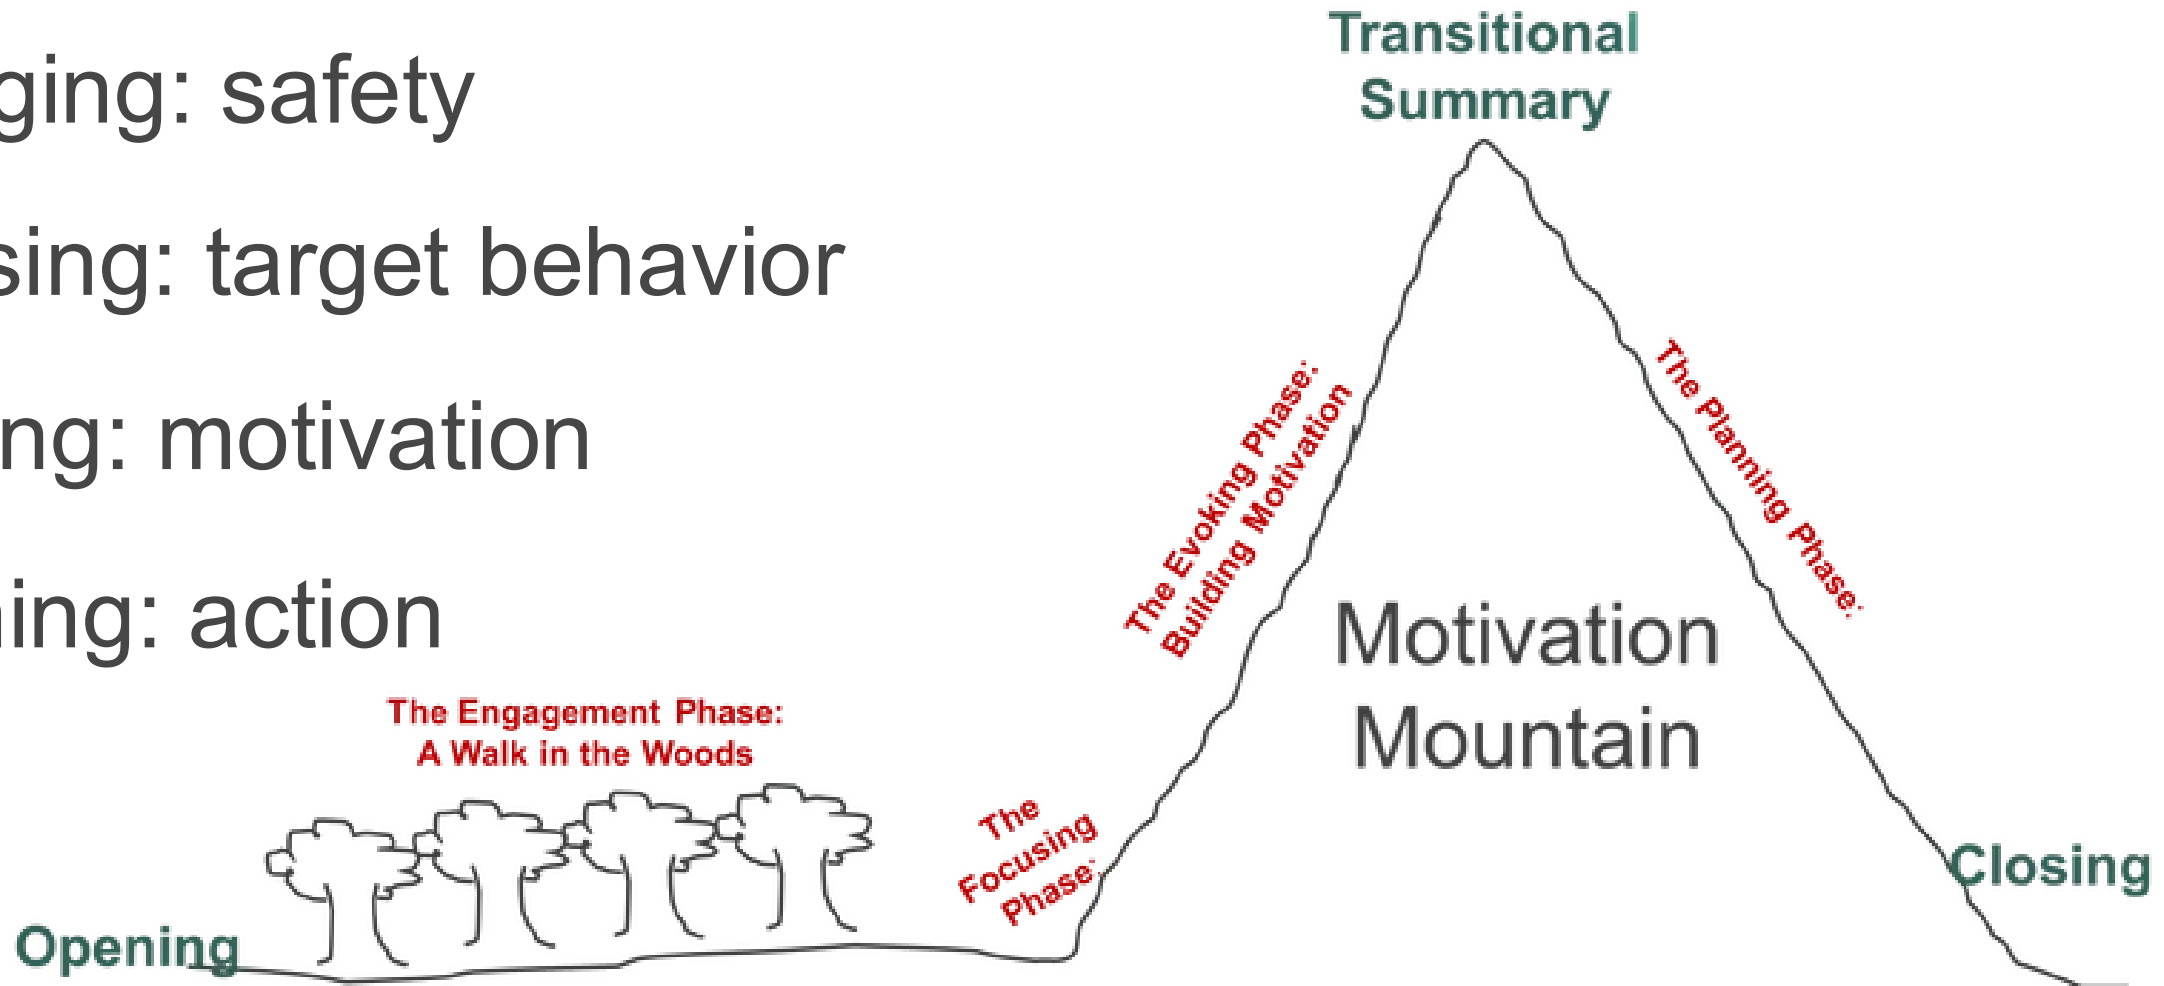 ging: safety
sing: target behavior
ng: motivation
ing: action
Transitional
Summary
The Evoking Phase:
Building Motivation
The Planning Phase:
Motivation
Mountain
The Engagement Phase:
A Walk in the Woods
The
Focusing
Phase:
Opening
Closing